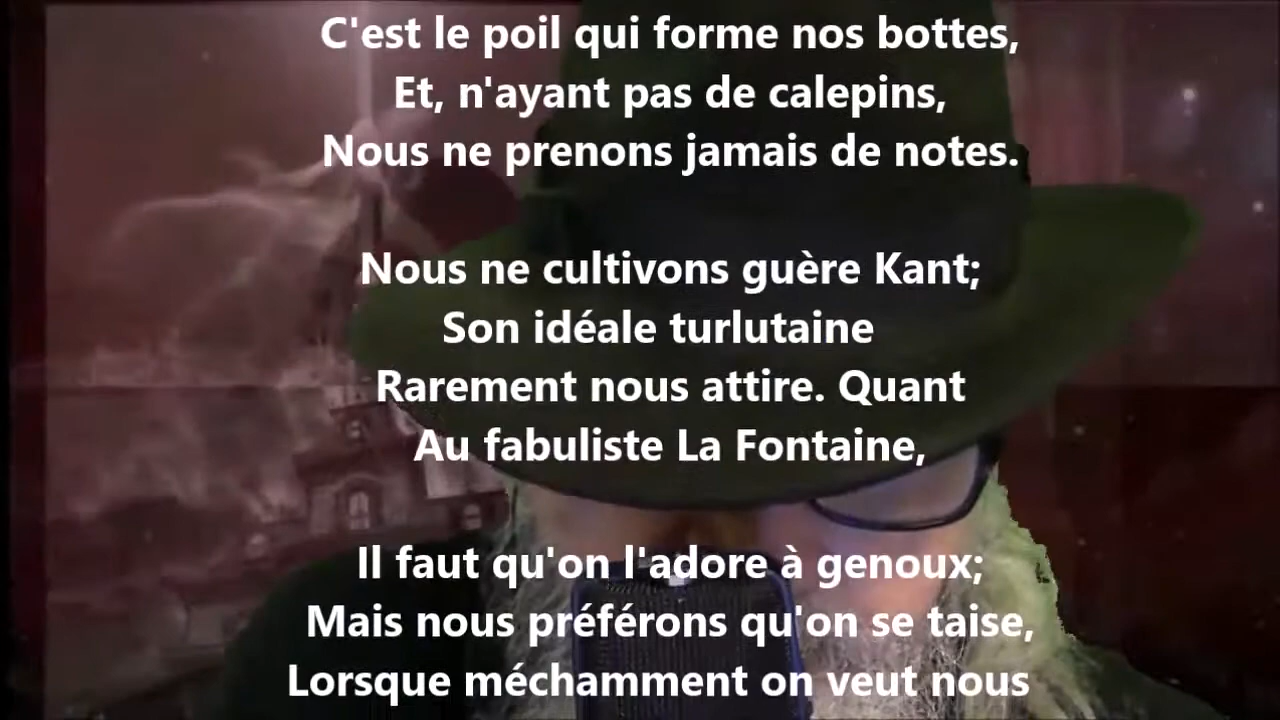 C'est le poil qui forme nos bottes,
Et, n'ayant pas de calepins,
Nous ne prenons jamais de notes.
Nous ne cultivons guère Kant;
Son idéale turlutaine
Rarement nous attire. Quant
Au fabuliste La Fontaine,
Il faut qu'on l'adore à genoux;
Mais nous préférons qu'on se taise,
Lorsque méchamment on veut nous